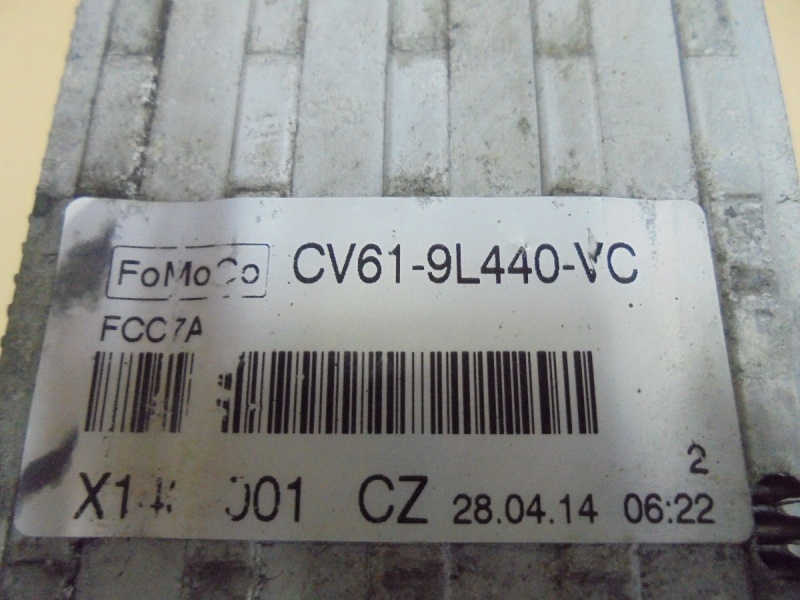 FoMoCo CV61-9L440-VC
FCC7A
2
CZ 28.04.14 06:22